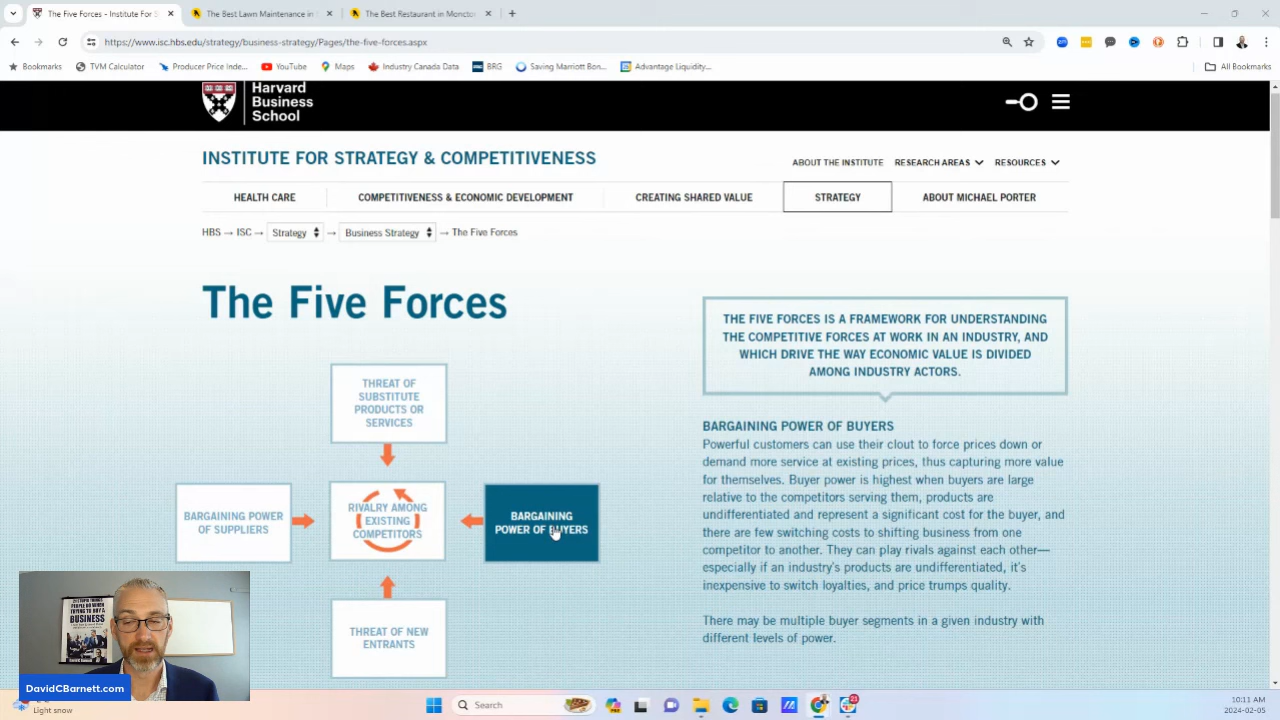 The Five Forces - Institute For S
The Best Lawn Maintenance in
The Best Restaurant in Moncto
https://www.isc.hbs.edu/strategy/business-strategy/Pages/the-five-forces.aspx
Bookmarks
TVM Calculator
Producer Price Inde...
YouTube
Maps
Industry Canada Data
BRG
Saving Marriott Bon...
Advantage Liquidity...
All Bookmarks
Harvard
Business
School
INSTITUTE FOR STRATEGY & COMPETITIVENESS
ABOUT THE INSTITUTE
RESEARCH AREAS
RESOURCES
HEALTH CARE
COMPETITIVENESS & ECONOMIC DEVELOPMENT
CREATING SHARED VALUE
STRATEGY
ABOUT MICHAEL PORTER
HBS → ISC → Strategy → Business Strategy → The Five Forces
The Five Forces
THREAT OF
SUBSTITUTE
PRODUCTS OR
SERVICES
BARGAINING POWER
OF SUPPLIERS
RIVALRY AMONG
EXISTING
COMPETITORS
BARGAINING
POWER OF BUYERS
THREAT OF NEW
ENTRANTS
THE FIVE FORCES IS A FRAMEWORK FOR UNDERSTANDING
THE COMPETITIVE FORCES AT WORK IN AN INDUSTRY, AND
WHICH DRIVE THE WAY ECONOMIC VALUE IS DIVIDED
AMONG INDUSTRY ACTORS.
BARGAINING POWER OF BUYERS
Powerful customers can use their clout to force prices down or
demand more service at existing prices, thus capturing more value
for themselves. Buyer power is highest when buyers are large
relative to the competitors serving them, products are
undifferentiated and represent a significant cost for the buyer, and
there are few switching costs to shifting business from one
competitor to another. They can play rivals against each other—
especially if an industry's products are undifferentiated, it's
inexpensive to switch loyalties, and price trumps quality.
There may be multiple buyer segments in a given industry with
different levels of power.
PEOPLE DO WHEN
TRYING TO BUY A
BUSINESS
DavidCBarnett.com
Light snow
Search
10:11 AM
2024-02-05